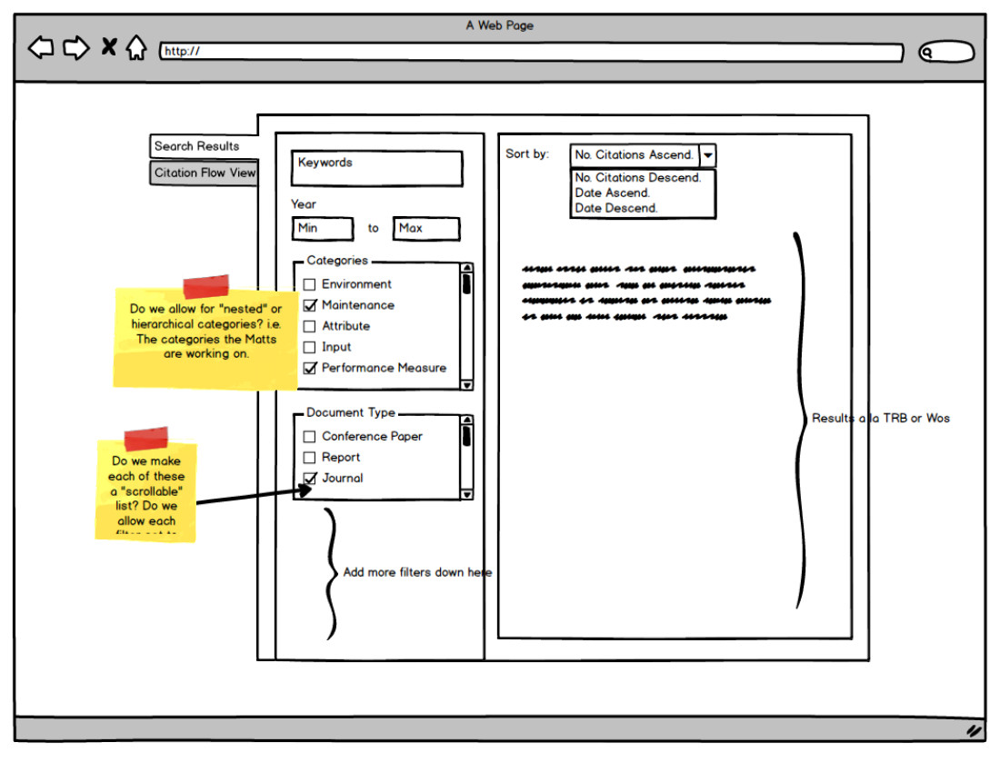 A Web Page
http://
Search Results
Citation Flow View
Keywords
Year
Min
to
Max
Categories
Environment
Maintenance
Attribute
Input
Performance Measure
Document Type
Conference Paper
Report
Journal
Add more filters down here
Sort by:
No. Citations Ascend.
No. Citations Descend.
Date Ascend.
Date Descend.
Results a la TRB or Wos
Do we allow for "nested" or
hierarchical categories? i.e.
The categories the Matts
are working on.
Do we make
each of these
a "scrollable"
list? Do we
allow each